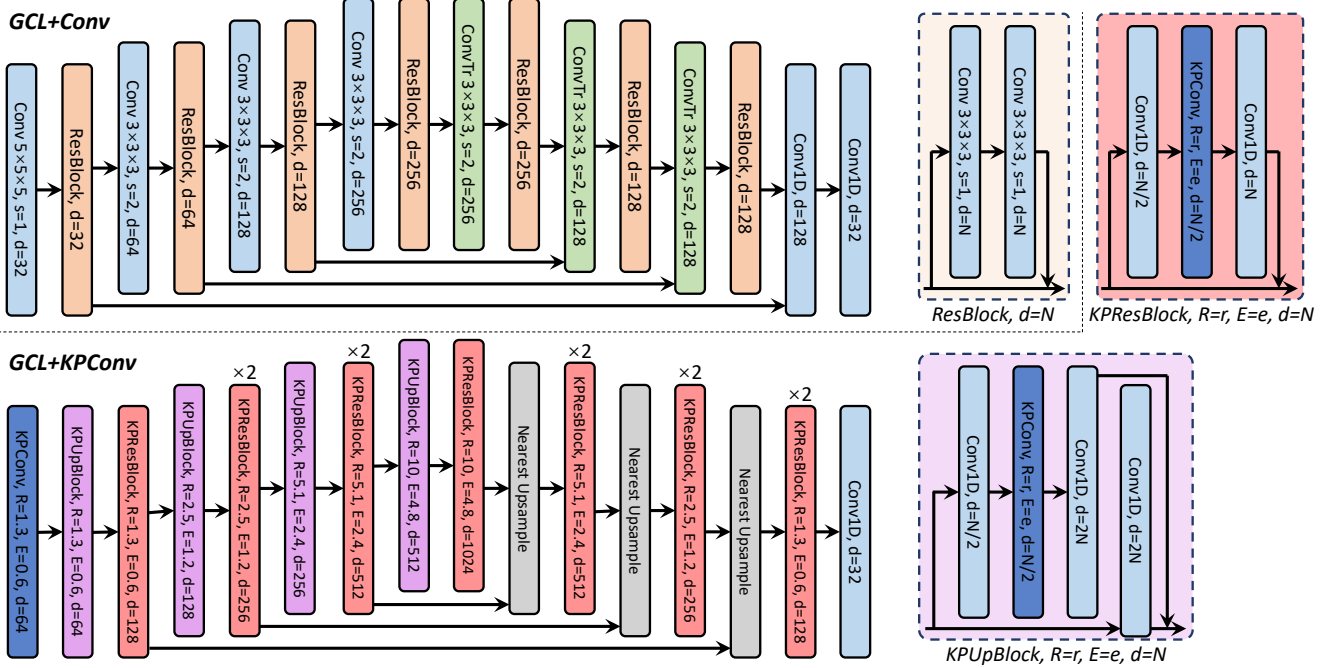 GCL+Conv
Conv 5×5×5, s=1, d=32
ResBlock, d=32
Conv 3×3×3, s=2, d=64
ResBlock, d=64
Conv 3×3×3, s=2, d=128
ResBlock, d=128
Conv 3×3×3, s=2, d=256
ResBlock, d=256
ConvTr 3×3×3, s=2, d=256
ResBlock, d=256
ConvTr 3×3×3, s=2, d=128
ResBlock, d=128
ConvTr 3×3×3, s=2, d=128
ResBlock, d=128
Conv1D, d=128
Conv1D, d=32
Conv 3×3×3, s=1, d=N
Conv 3×3×3, s=1, d=N
ResBlock, d=N
Conv1D, d=N/2
KPConv, R=r, E=e, d=N/2
Conv1D, d=N
KPResBlock, R=r, E=e, d=N
GCL+KPConv
KPConv, R=1.3, E=0.6, d=64
KPUpBlock, R=1.3, E=0.6, d=64
KPResBlock, R=1.3, E=0.6, d=128
KPUpBlock, R=2.5, E=1.2, d=128
×2
KPResBlock, R=2.5, E=1.2, d=256
KPUpBlock, R=5.1, E=2.4, d=256
×2
KPResBlock, R=5.1, E=2.4, d=512
KPUpBlock, R=10, E=4.8, d=512
KPResBlock, R=10, E=4.8, d=1024
Nearest Upsample
×2
KPResBlock, R=5.1, E=2.4, d=512
Nearest Upsample
×2
KPResBlock, R=2.5, E=1.2, d=256
Nearest Upsample
×2
KPResBlock, R=1.3, E=0.6, d=128
Conv1D, d=32
Conv1D, d=N/2
KPConv, R=r, E=e, d=N/2
Conv1D, d=2N
Conv1D, d=2N
KPUpBlock, R=r, E=e, d=N